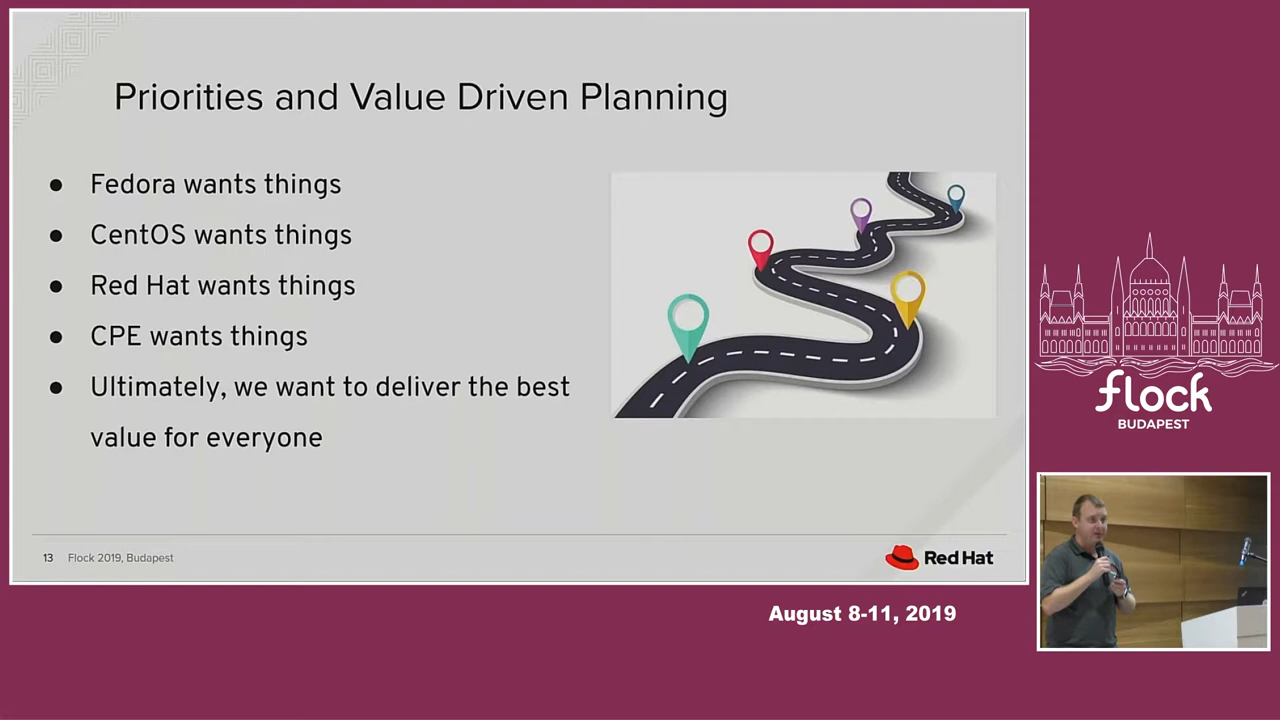 Priorities and Value Driven Planning
● Fedora wants things
● CentOS wants things
● Red Hat wants things
● CPE wants things
● Ultimately, we want to deliver the best
value for everyone
13 Flock 2019, Budapest
Red Hat
flock
BUDAPEST
August 8-11, 2019